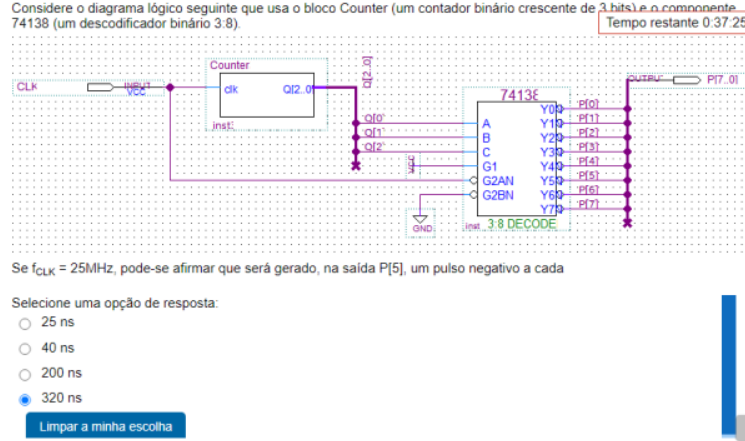 Considere o diagrama lógico seguinte que usa o bloco Counter (um contador binário crescente de 3 bits) e o componente
74138 (um descodificador binário 3:8).
Tempo restante 0:37:25
Counter
CLK
INPUT
VCC
clk
Q[2..0]
inst
Q[2..0]
Q[0]
Q[1]
Q[2]
VCC
GND
74138
A
B
C
G1
G2AN
G2BN
Y0
Y1
Y2
Y3
Y4
Y5
Y6
Y7
inst
3:8 DECODE
P[0]
P[1]
P[2]
P[3]
P[4]
P[5]
P[6]
P[7]
OUTPUT
P[7..0]
Se fCLK = 25MHz, pode-se afirmar que será gerado, na saída P[5], um pulso negativo a cada
Selecione uma opção de resposta:
25 ns
40 ns
200 ns
320 ns
Limpar a minha escolha